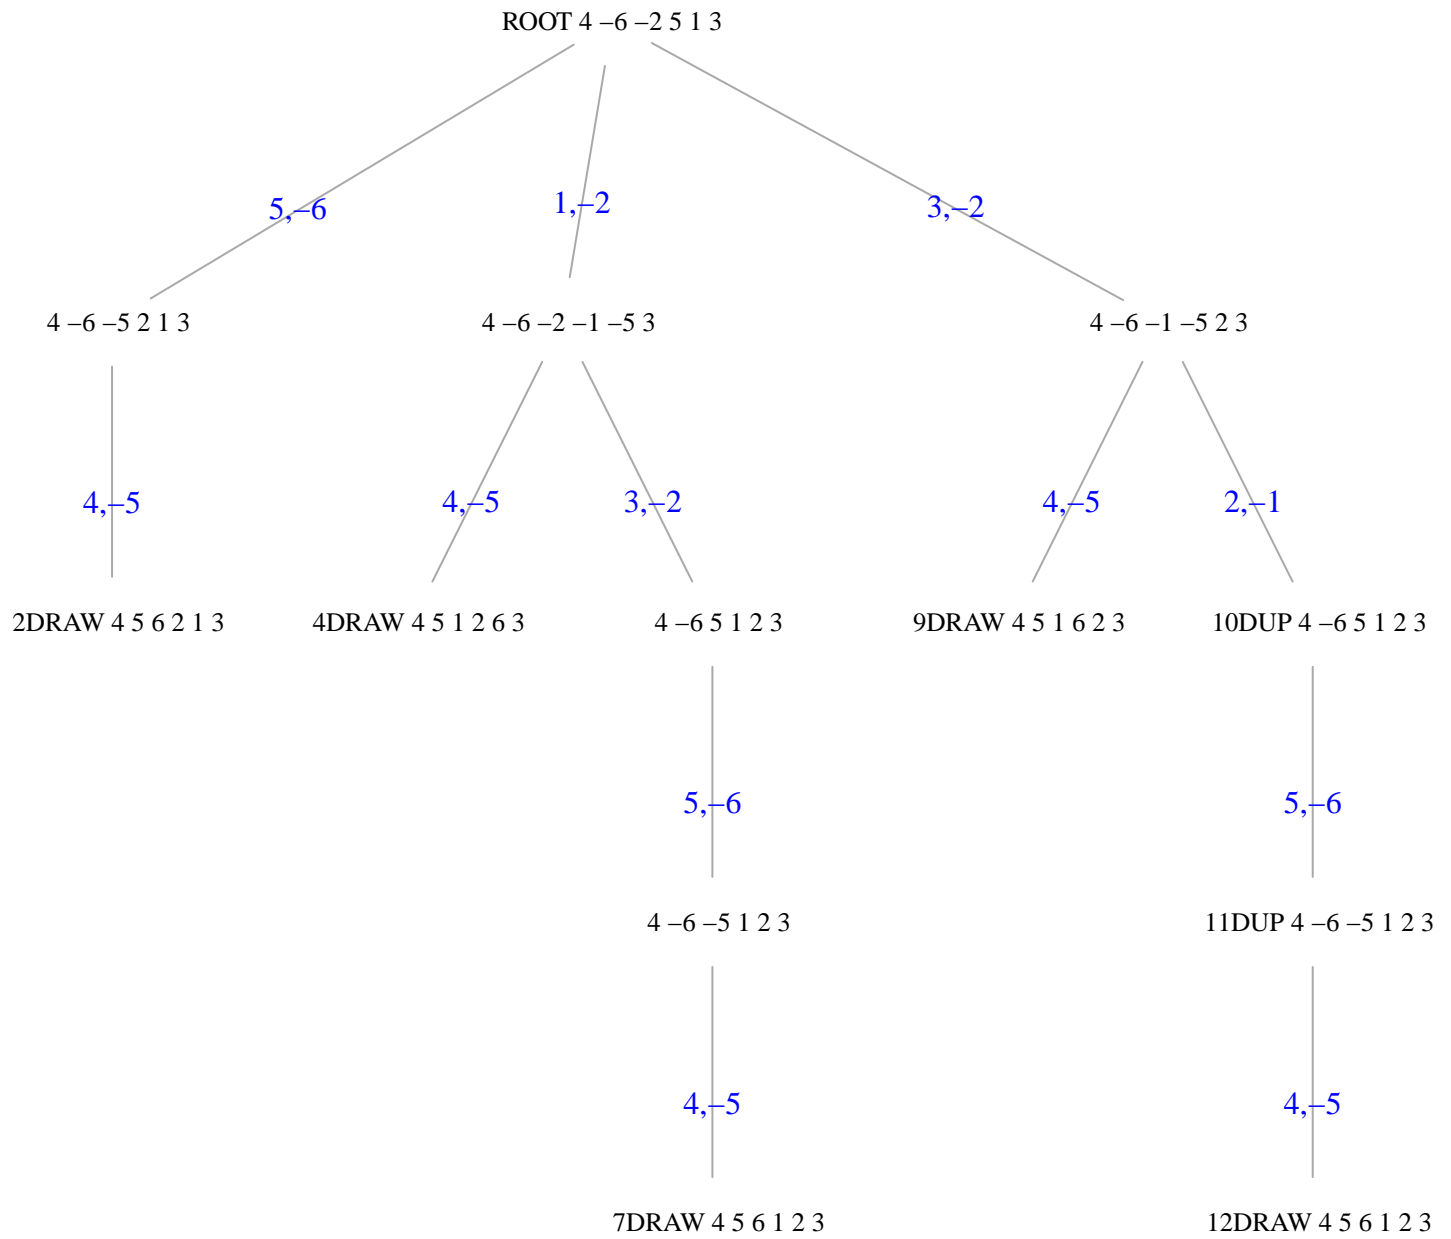 ROOT 4 –6 –2 5 1 3
5,–6
1,–2
3,–2
4 –6 –5 2 1 3
4 –6 –2 –1 –5 3
4 –6 –1 –5 2 3
4,–5
4,–5
3,–2
4,–5
2,–1
2DRAW 4 5 6 2 1 3
4DRAW 4 5 1 2 6 3
4 –6 5 1 2 3
9DRAW 4 5 1 6 2 3
10DUP 4 –6 5 1 2 3
5,–6
5,–6
4 –6 –5 1 2 3
11DUP 4 –6 –5 1 2 3
4,–5
4,–5
7DRAW 4 5 6 1 2 3
12DRAW 4 5 6 1 2 3